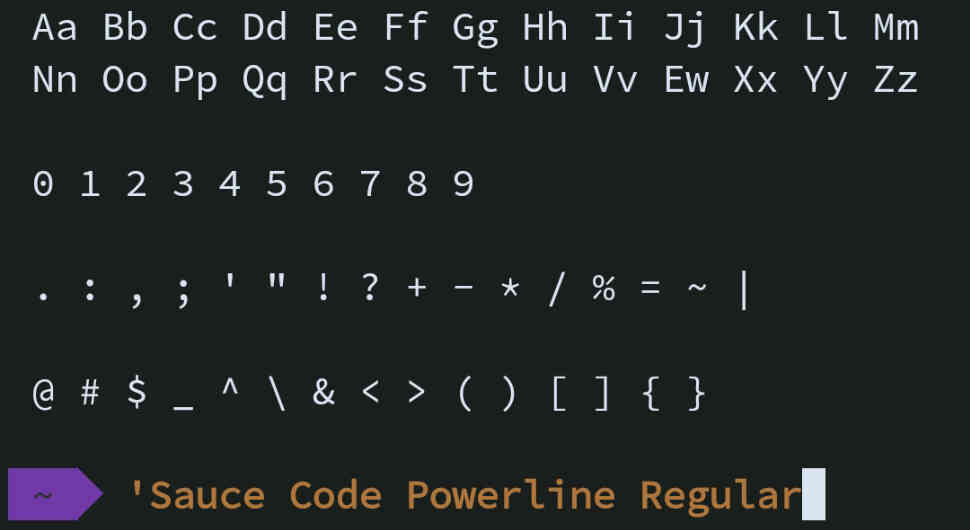 Aa Bb Cc Dd Ee Ff Gg Hh Ii Jj Kk Ll Mm
Nn Oo Pp Qq Rr Ss Tt Uu Vv Ew Xx Yy Zz
0 1 2 3 4 5 6 7 8 9
. : , ; ' " ! ? + - * / % = ~ |
@ # $ _ ^ \ & < > ( ) [ ] { }
~ 'Sauce Code Powerline Regular